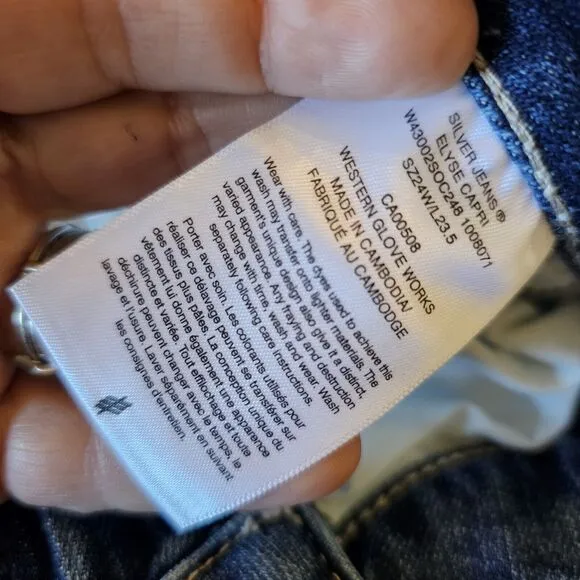 SILVER JEANS®
ELYSE CAPRI
W43002SOC248 1008071
SZ24W/L23.5
CA00508
WESTERN GLOVE WORKS
MADE IN CAMBODIA/
FABRIQUÉ AU CAMBODGE
Wear with care. The dyes used to achieve this
wash may transfer onto lighter materials. The
garment's unique design also give it a distinct,
varied appearance. Any fraying and destruction
may change with time, wash and wear. Wash
separately following care instructions.
Porter avec soin. Les colorants utilisés pour
réaliser ce délavage peuvent se transférer sur
des tissus plus pâles. La conception unique du
vêtement lui donne également une apparence
distincte et variée. Tout effilochage et toute
déchirure peuvent changer avec le temps, le
lavage et l'usure. Laver séparément en suivant
les consignes d'entretien.